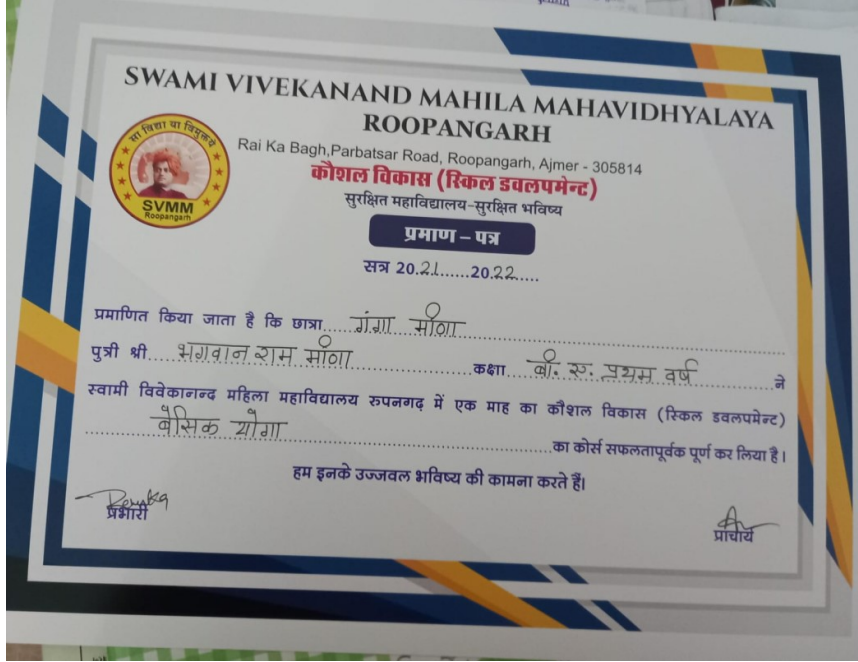 SWAMI VIVEKANAND MAHILA MAHAVIDHYALAYA
ROOPANGARH
Rai Ka Bagh,Parbatsar Road, Roopangarh, Ajmer - 305814
सा विद्या या विमुक्तये
SVMM
Roopangarh
कौशल विकास (स्किल डवलपमेन्ट)
सुरक्षित महाविद्यालय-सुरक्षित भविष्य
प्रमाण – पत्र
सत्र 20.21......20.22.....
प्रमाणित किया जाता है कि छात्रा.....गंगा मीणा
पुत्री श्री.....भगवान राम मीणा.....कक्षा.....बी. ए. प्रथम वर्ष.....ने
स्वामी विवेकानन्द महिला महाविद्यालय रुपनगढ़ में एक माह का कौशल विकास (स्किल डवलपमेन्ट)
बेसिक योगा.....का कोर्स सफलतापूर्वक पूर्ण कर लिया है।
हम इनके उज्जवल भविष्य की कामना करते हैं।
Renuka
प्रभारी
प्राचार्य